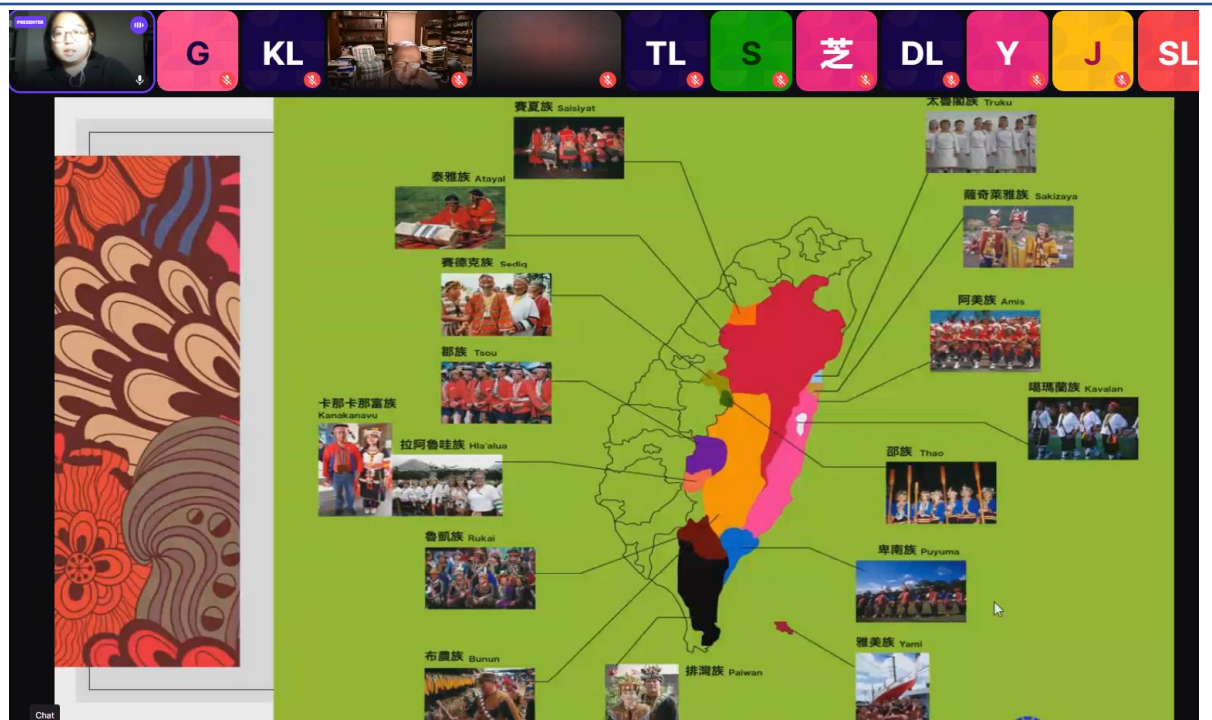 PRESENTER
G
KL
TL
S
芝
DL
Y
J
SL
賽夏族 Saisiyat
太魯閣族 Truku
泰雅族 Atayal
薩奇萊雅族 Sakizaya
賽德克族 Sediq
阿美族 Amis
鄒族 Tsou
噶瑪蘭族 Kavalan
卡那卡那富族
Kanakanavu
拉阿魯哇族 Hla'alua
邵族 Thao
魯凱族 Rukai
卑南族 Puyuma
雅美族 Yami
布農族 Bunun
排灣族 Paiwan
Chat